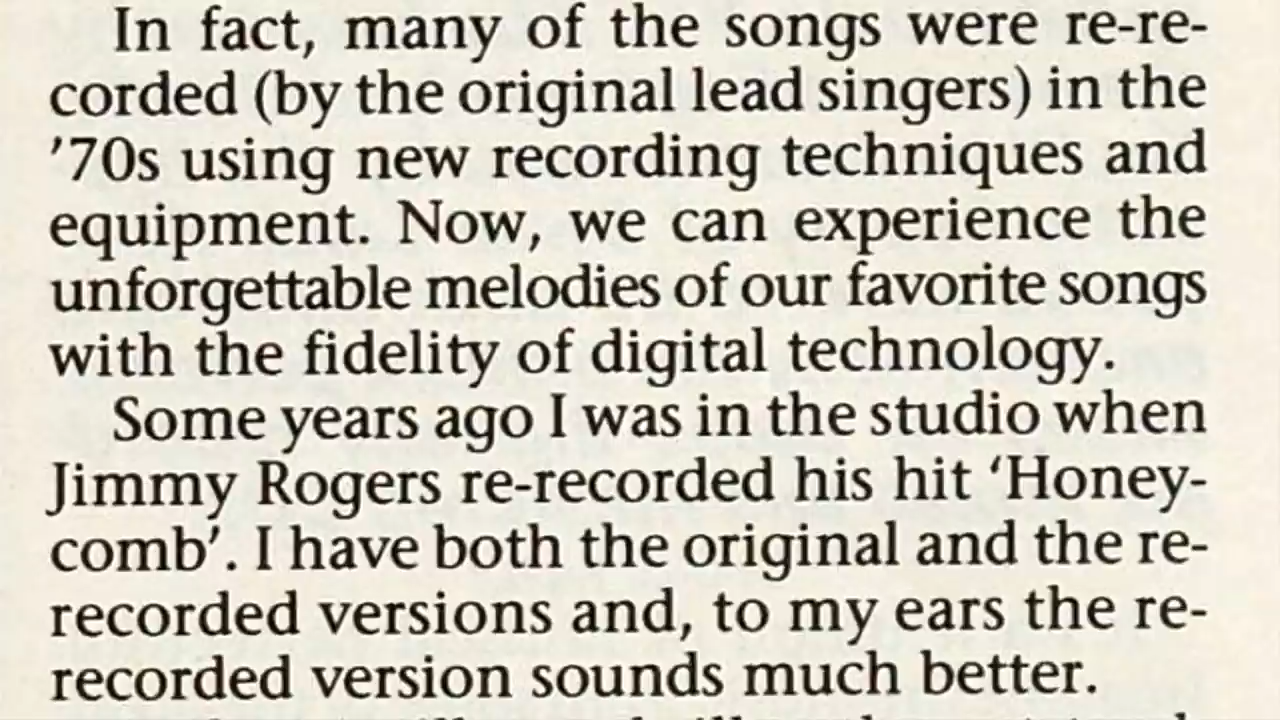 In fact, many of the songs were re-re-
corded (by the original lead singers) in the
'70s using new recording techniques and
equipment. Now, we can experience the
unforgettable melodies of our favorite songs
with the fidelity of digital technology.
Some years ago I was in the studio when
Jimmy Rogers re-recorded his hit ‘Honey-
comb’. I have both the original and the re-
recorded versions and, to my ears the re-
recorded version sounds much better.